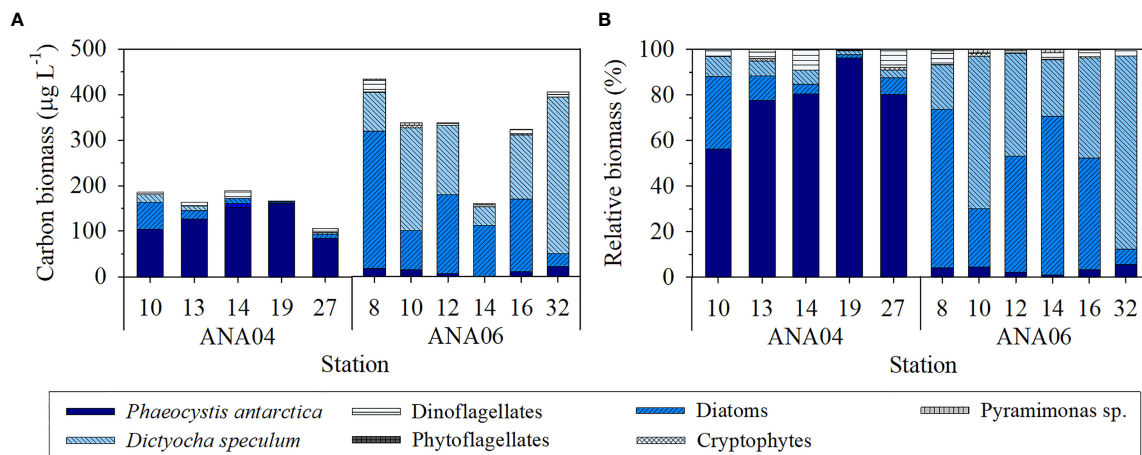 A
B
Carbon biomass (µg L⁻¹)
500
400
300
200
100
0
10 13 14 19 27 8 10 12 14 16 32
ANA04 ANA06
Station
Relative biomass (%)
100
80
60
40
20
0
10 13 14 19 27 8 10 12 14 16 32
ANA04 ANA06
Station
Phaeocystis antarctica Dinoflagellates Diatoms Pyramimonas sp.
Dictyocha speculum Phytoflagellates Cryptophytes